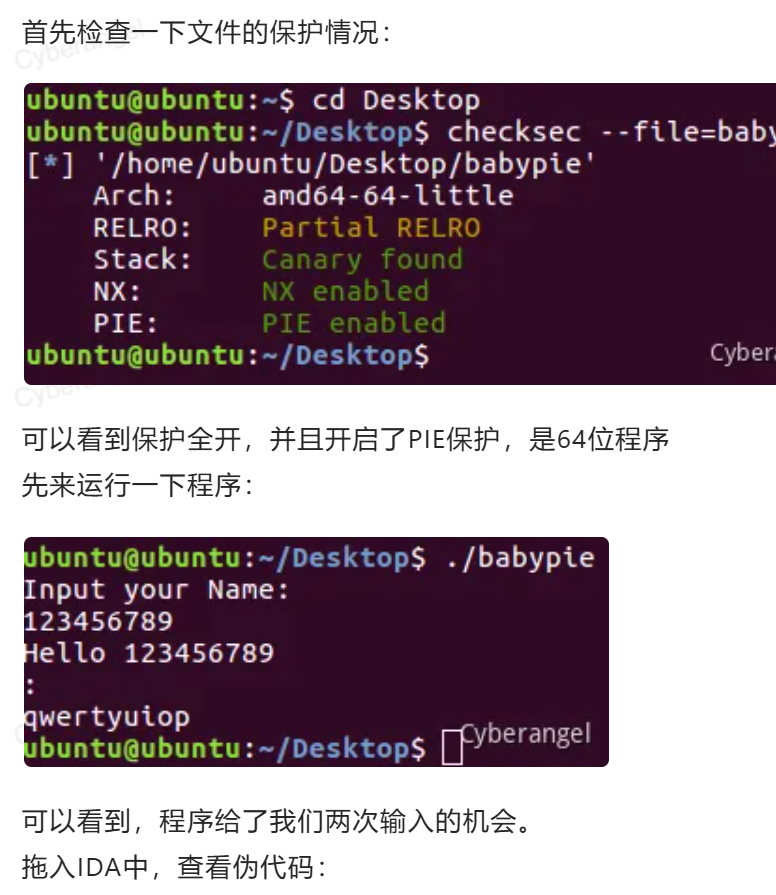 首先检查一下文件的保护情况：
Cyberangel
ubuntu@ubuntu:~$ cd Desktop
ubuntu@ubuntu:~/Desktop$ checksec --file=baby
[*] '/home/ubuntu/Desktop/babypie'
Arch: amd64-64-little
RELRO: Partial RELRO
Stack: Canary found
NX: NX enabled
PIE: PIE enabled
ubuntu@ubuntu:~/Desktop$
Cyber
可以看到保护全开，并且开启了PIE保护，是64位程序
先来运行一下程序：
ubuntu@ubuntu:~/Desktop$ ./babypie
Input your Name:
123456789
Hello 123456789
:
qwertyuiop
ubuntu@ubuntu:~/Desktop$
Cyberangel
可以看到，程序给了我们两次输入的机会。
拖入IDA中，查看伪代码：